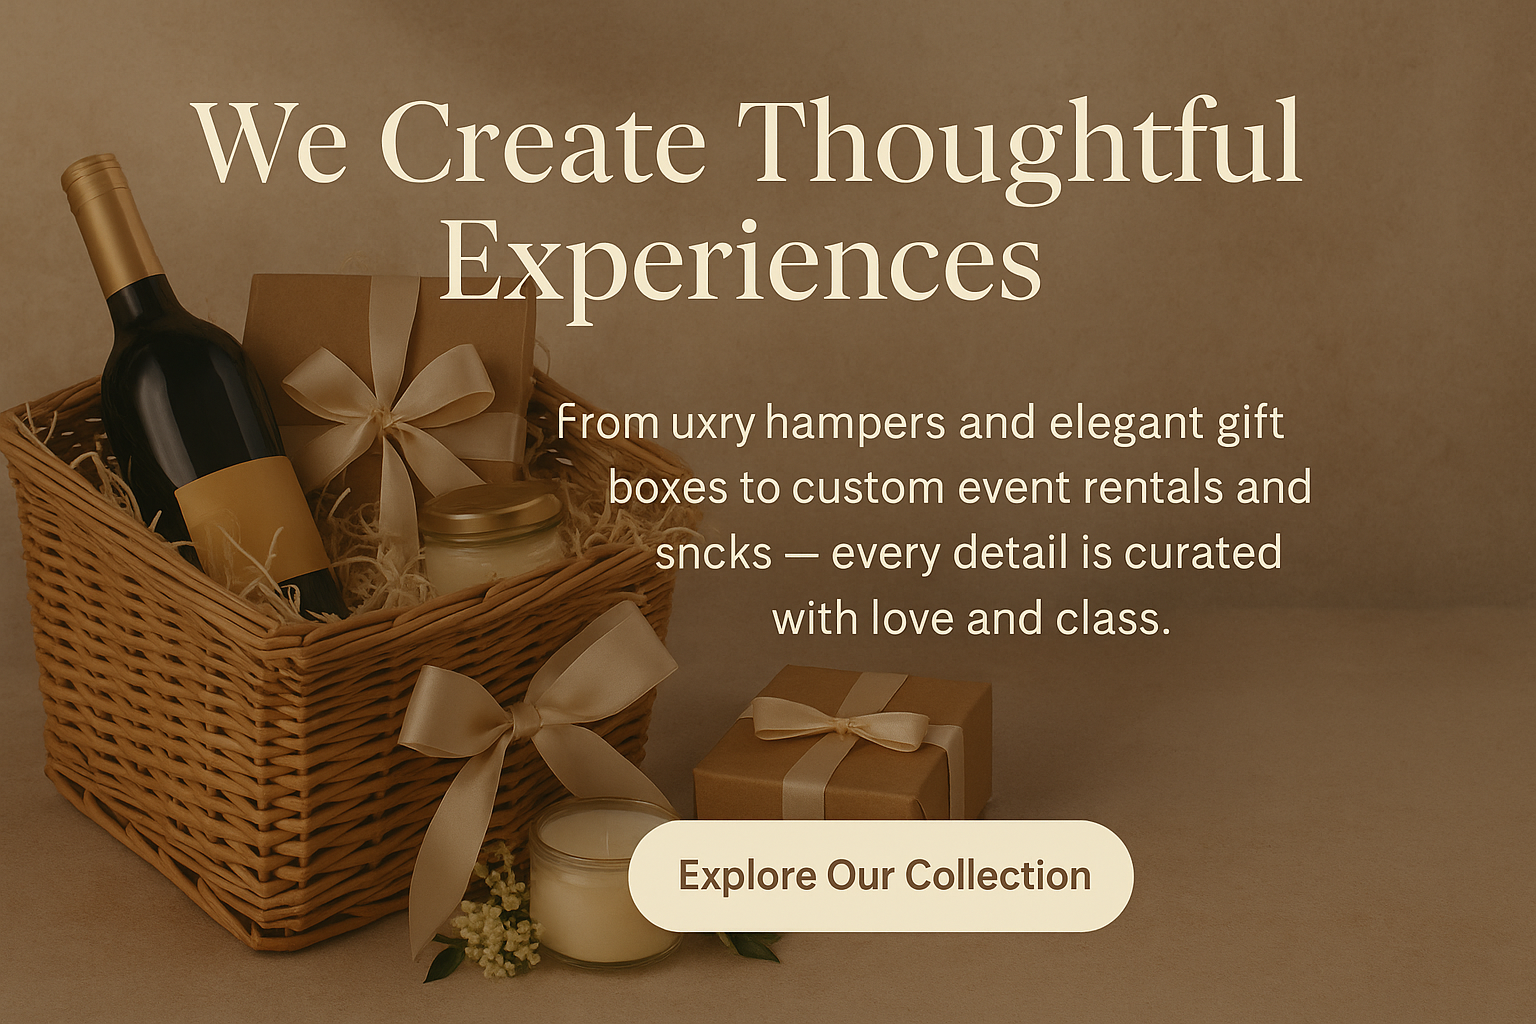 We Create Thoughtful
Experiences
From uxry hampers and elegant gift
boxes to custom event rentals and
sncks — every detail is curated
with love and class.
Explore Our Collection